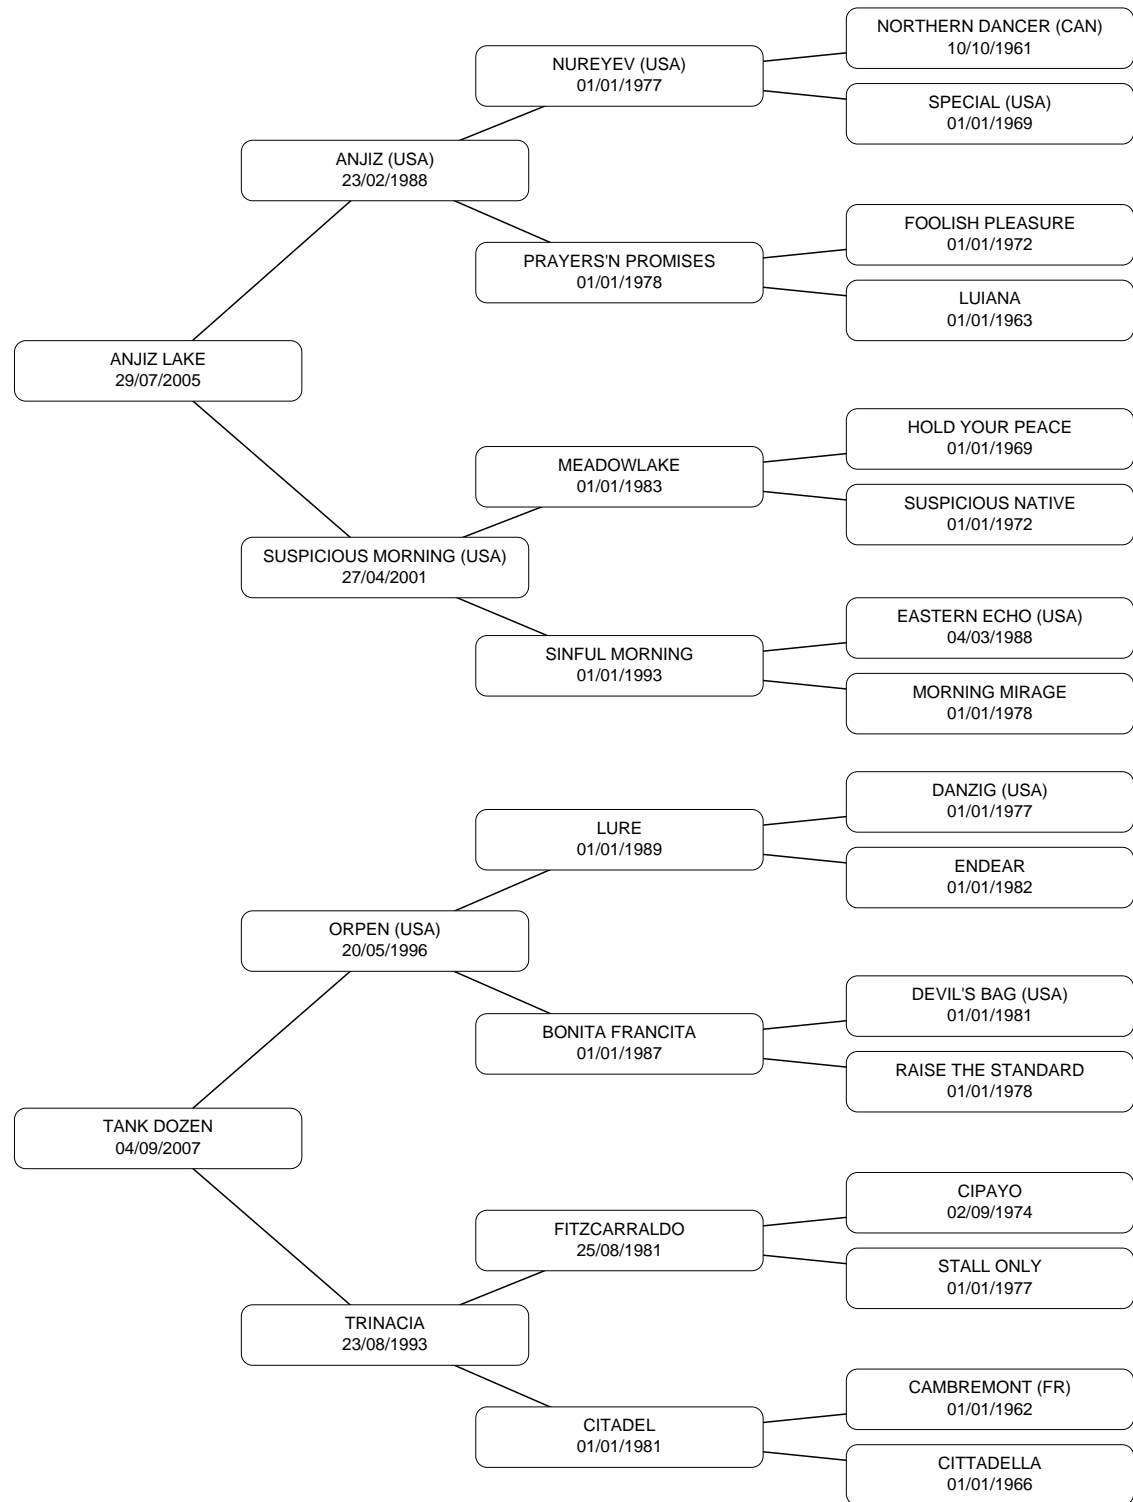 NORTHERN DANCER (CAN)
10/10/1961
NUREYEV (USA)
01/01/1977
SPECIAL (USA)
01/01/1969
ANJIZ (USA)
23/02/1988
FOOLISH PLEASURE
01/01/1972
PRAYERS'N PROMISES
01/01/1978
LUIANA
01/01/1963
ANJIZ LAKE
29/07/2005
HOLD YOUR PEACE
01/01/1969
MEADOWLAKE
01/01/1983
SUSPICIOUS NATIVE
01/01/1972
SUSPICIOUS MORNING (USA)
27/04/2001
EASTERN ECHO (USA)
04/03/1988
SINFUL MORNING
01/01/1993
MORNING MIRAGE
01/01/1978
DANZIG (USA)
01/01/1977
LURE
01/01/1989
ENDEAR
01/01/1982
ORPEN (USA)
20/05/1996
DEVIL'S BAG (USA)
01/01/1981
BONITA FRANCITA
01/01/1987
RAISE THE STANDARD
01/01/1978
TANK DOZEN
04/09/2007
CIPAYO
02/09/1974
FITZCARRALDO
25/08/1981
STALL ONLY
01/01/1977
TRINACIA
23/08/1993
CAMBREMONT (FR)
01/01/1962
CITADEL
01/01/1981
CITTADELLA
01/01/1966